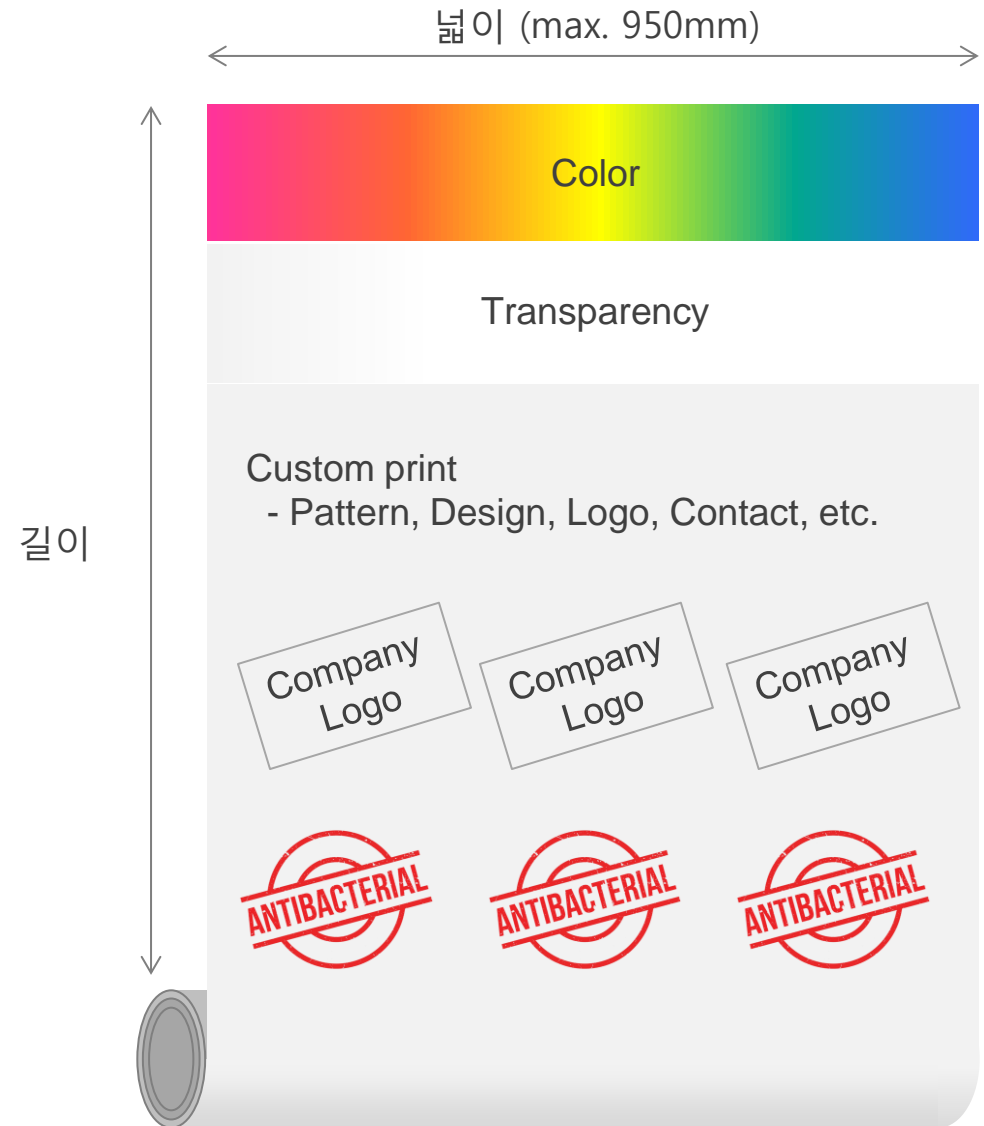 넓이 (max. 950mm)
Color
Transparency
길이
Custom print
- Pattern, Design, Logo, Contact, etc.
Company
Logo
Company
Logo
Company
Logo
ANTIBACTERIAL
ANTIBACTERIAL
ANTIBACTERIAL